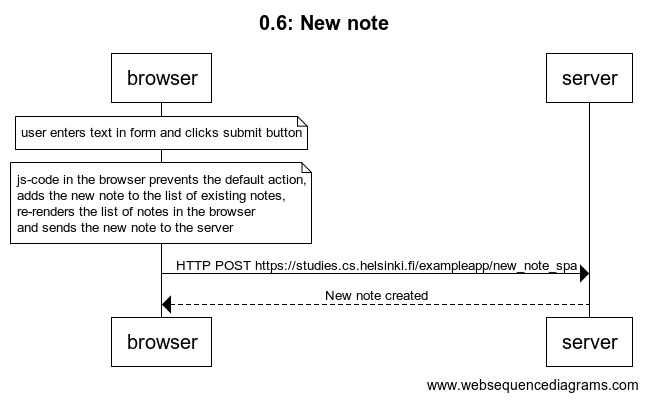 0.6: New note
browser
server
user enters text in form and clicks submit button
js-code in the browser prevents the default action,
adds the new note to the list of existing notes,
re-renders the list of notes in the browser
and sends the new note to the server
HTTP POST https://studies.cs.helsinki.fi/exampleapp/new_note_spa
New note created
browser
server
www.websequencediagrams.com